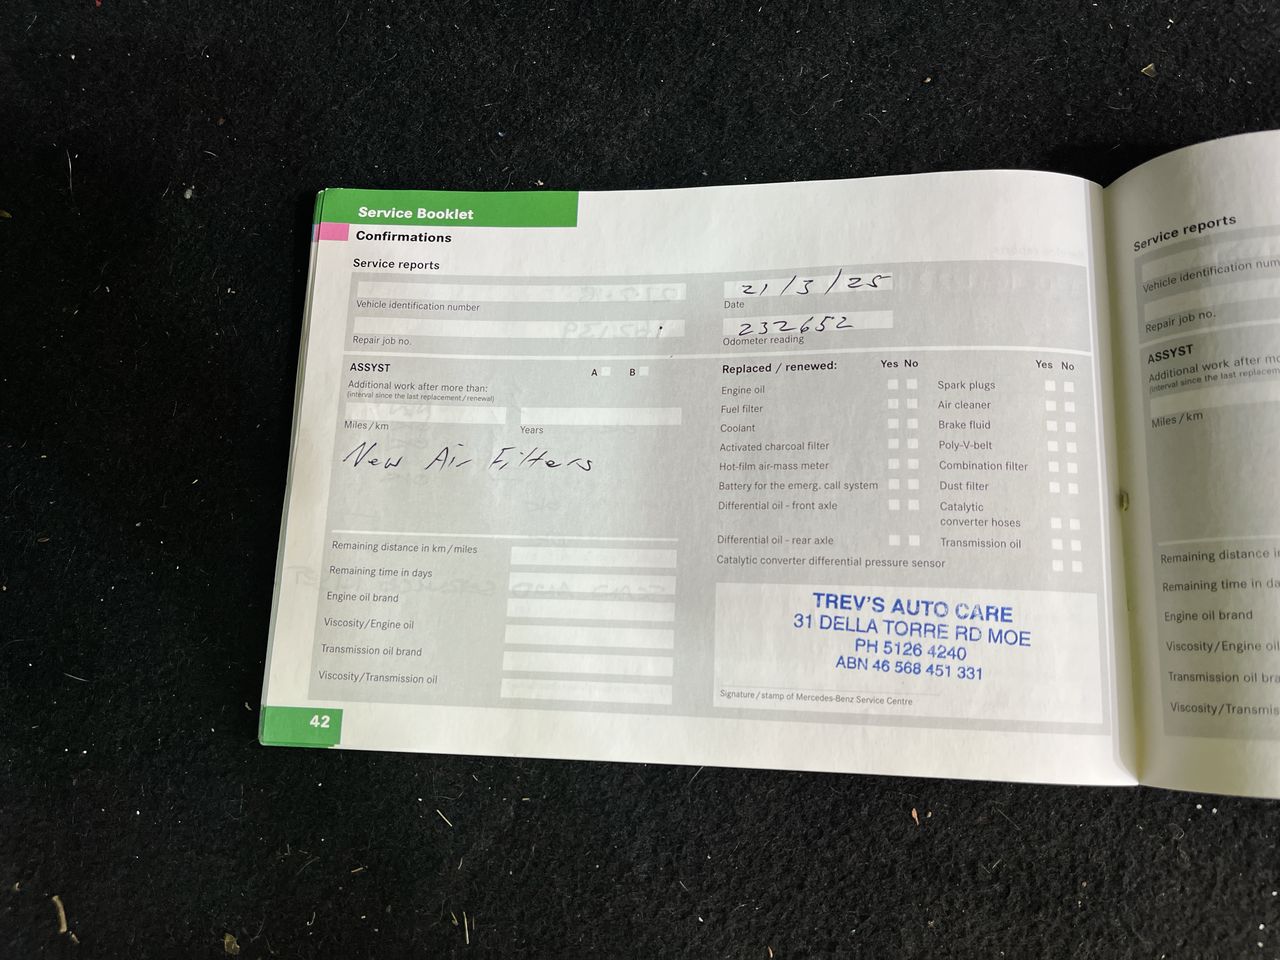 Service Booklet
Confirmations
Service reports
Vehicle identification number
21/3/25
Date
Repair job no.
232652
Odometer reading
ASSYST
A B
Additional work after more than:
(interval since the last replacement / renewal)
Miles / km
Years
New Air Filters
Replaced / renewed: Yes No Yes No
Engine oil
Spark plugs
Fuel filter
Air cleaner
Coolant
Brake fluid
Activated charcoal filter
Poly-V-belt
Hot-film air-mass meter
Combination filter
Battery for the emerg. call system
Dust filter
Differential oil - front axle
Catalytic
converter hoses
Differential oil - rear axle
Transmission oil
Catalytic converter differential pressure sensor
Remaining distance in km / miles
Remaining time in days
Engine oil brand
Viscosity/Engine oil
Transmission oil brand
Viscosity/Transmission oil
TREV'S AUTO CARE
31 DELLA TORRE RD MOE
PH 5126 4240
ABN 46 568 451 331
Signature / stamp of Mercedes-Benz Service Centre
42
Service reports
Vehicle identification num
Repair job no.
ASSYST
Additional work after mo
(interval since the last replacem
Miles / km
Remaining distance i
Remaining time in da
Engine oil brand
Viscosity/Engine oil
Transmission oil bra
Viscosity/Transmis